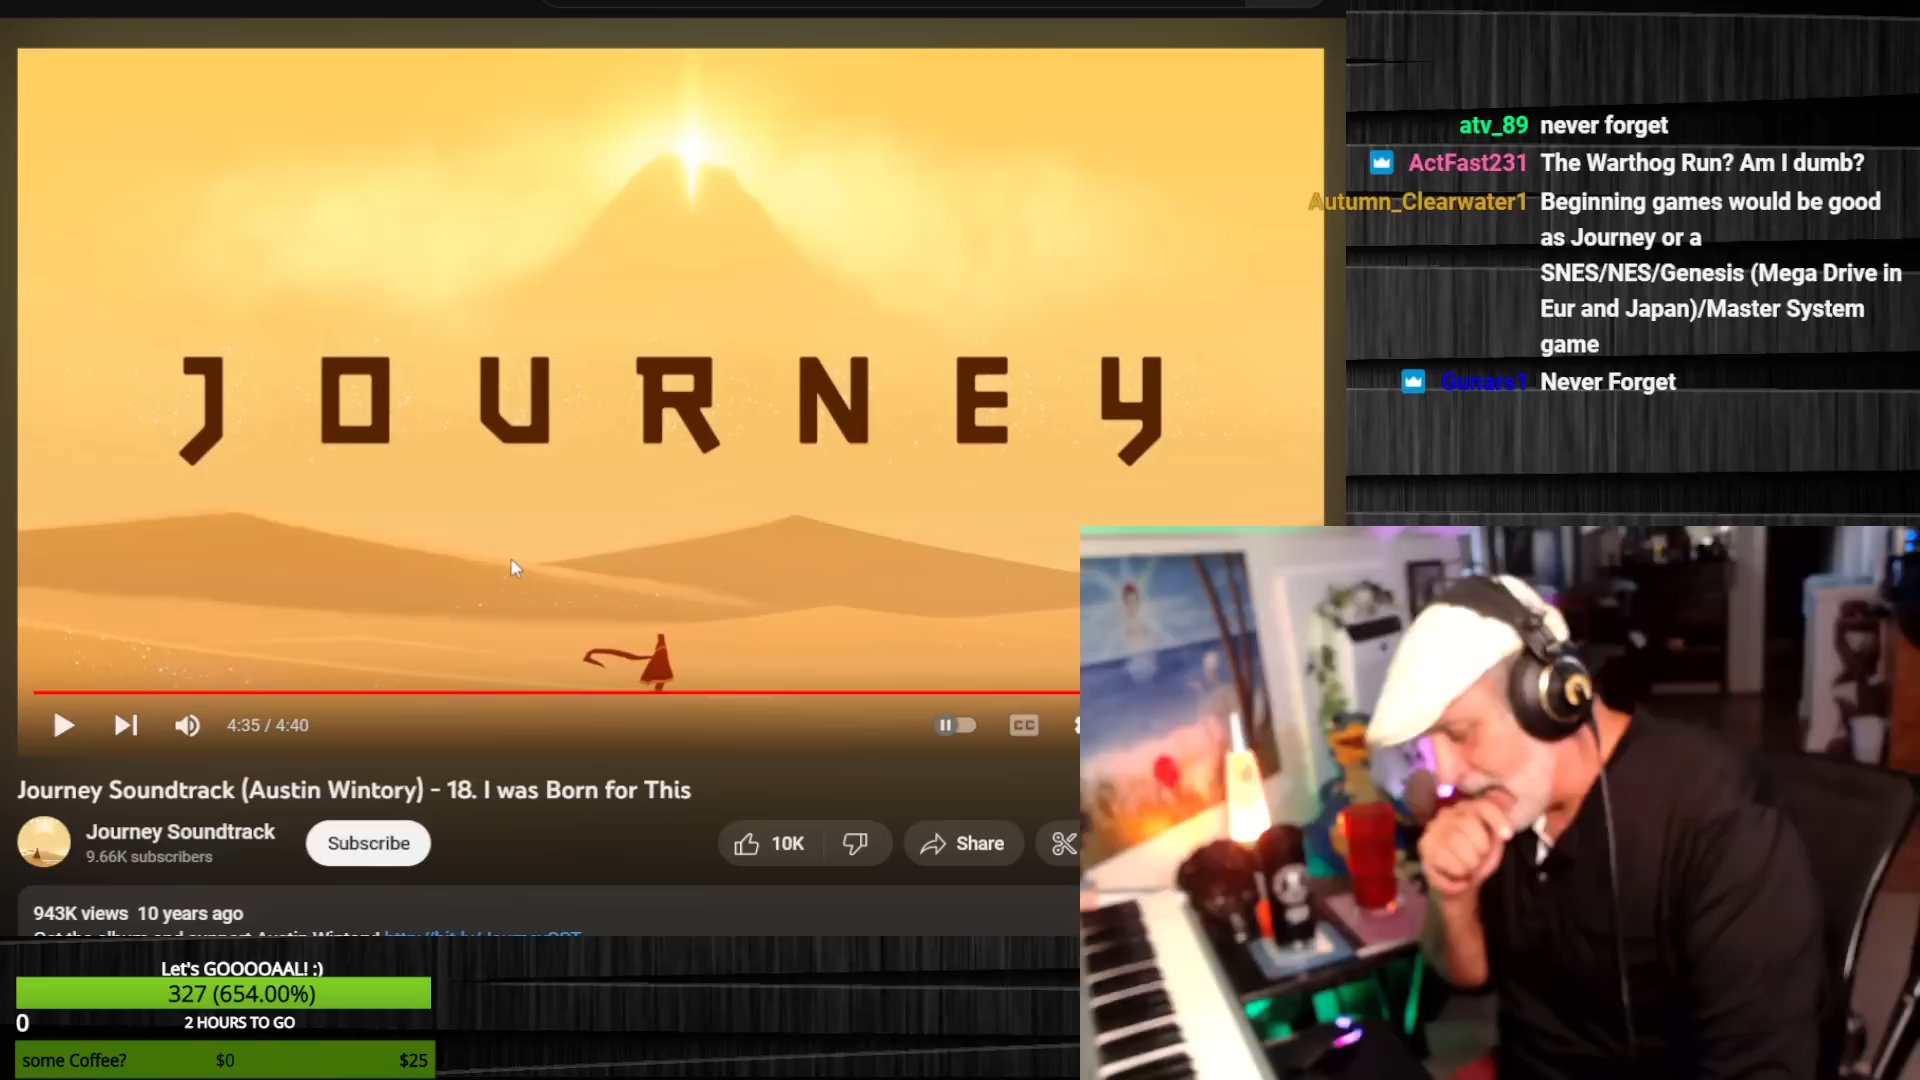 JOURNEY
4:35 / 4:40
CC
Journey Soundtrack (Austin Wintory) - 18. I was Born for This
Journey Soundtrack
9.66K subscribers
Subscribe
10K
Share
943K views 10 years ago
Let's GOOOOAAL! :)
327 (654.00%)
0
2 HOURS TO GO
some Coffee? $0 $25
atv_89 never forget
ActFast231 The Warthog Run? Am I dumb?
Autumn_Clearwater1 Beginning games would be good
as Journey or a
SNES/NES/Genesis (Mega Drive in
Eur and Japan)/Master System
game
Gunars1 Never Forget